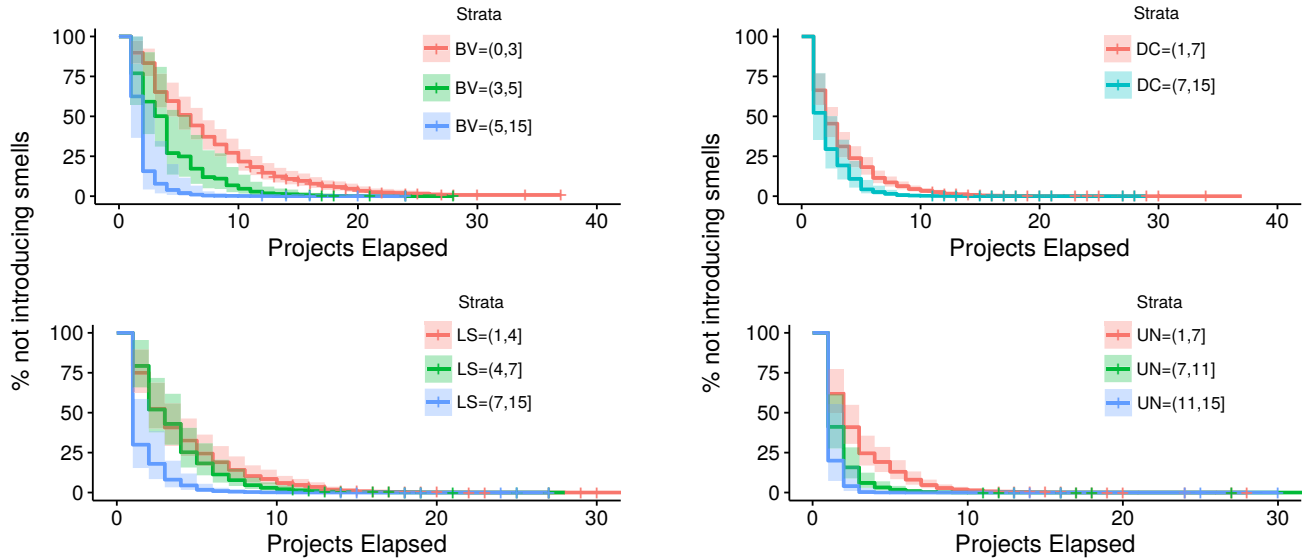 Strata
BV=(0,3]
BV=(3,5]
BV=(5,15]
100
75
50
25
0
0
10
20
30
40
Projects Elapsed
Strata
DC=(1,7]
DC=(7,15]
100
75
50
25
0
0
10
20
30
40
Projects Elapsed
% not introducing smells
% not introducing smells
Strata
LS=(1,4]
LS=(4,7]
LS=(7,15]
100
75
50
25
0
0
10
20
30
Projects Elapsed
Strata
UN=(1,7]
UN=(7,11]
UN=(11,15]
100
75
50
25
0
0
10
20
30
Projects Elapsed